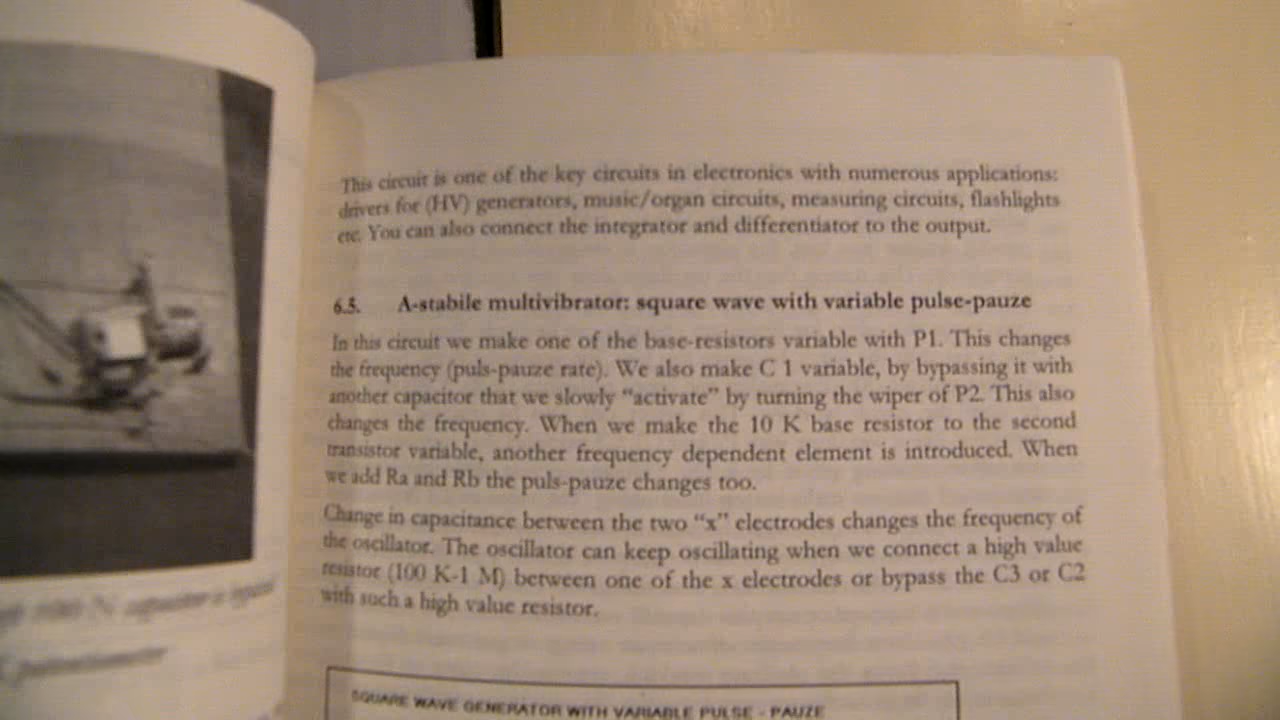 This circuit is one of the key circuits in electronics with numerous applications:
drivers for (HV) generators, music/organ circuits, measuring circuits, flashlights
etc. You can also connect the integrator and differentiator to the output.
6.5. A-stabile multivibrator: square wave with variable pulse-pauze
In this circuit we make one of the base-resistors variable with P1. This changes
the frequency (puls-pauze rate). We also make C 1 variable, by bypassing it with
another capacitor that we slowly “activate” by turning the wiper of P2. This also
changes the frequency. When we make the 10 K base resistor to the second
transistor variable, another frequency dependent element is introduced. When
we add Ra and Rb the puls-pauze changes too.
Change in capacitance between the two “x” electrodes changes the frequency of
the oscillator. The oscillator can keep oscillating when we connect a high value
resistor (100 K-1 M) between one of the x electrodes or bypass the C3 or C2
with such a high value resistor.
SQUARE WAVE GENERATOR WITH VARIABLE PULSE - PAUZE